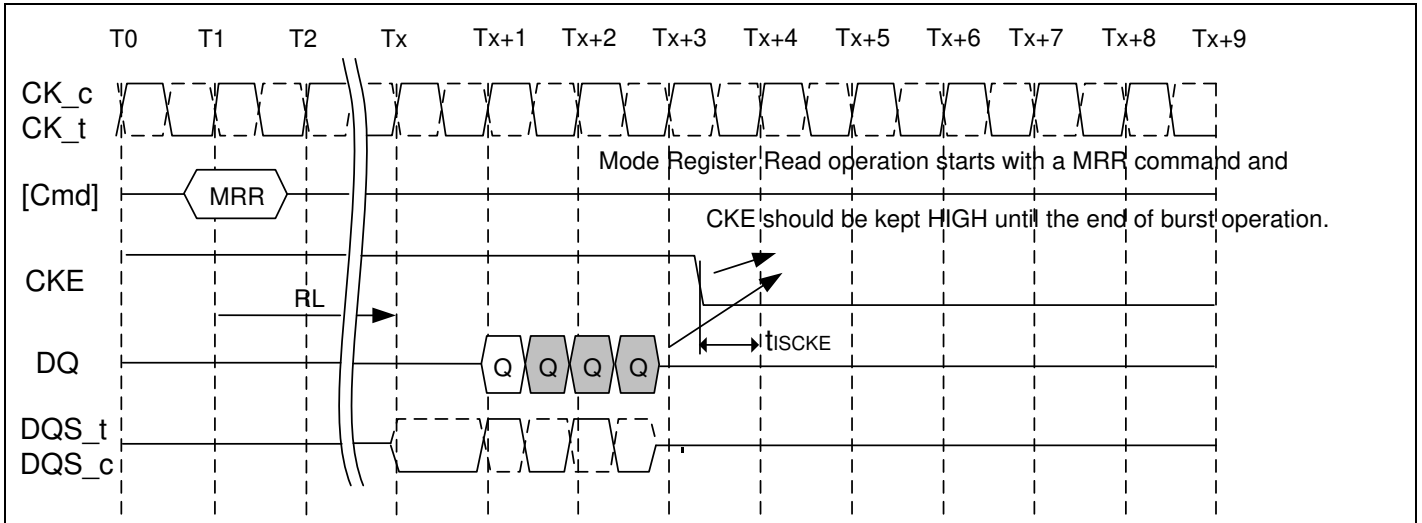 T0 T1 T2 Tx Tx+1 Tx+2 Tx+3 Tx+4 Tx+5 Tx+6 Tx+7 Tx+8 Tx+9
CK_c
CK_t
Mode Register Read operation starts with a MRR command and
[Cmd] MRR
CKE should be kept HIGH until the end of burst operation.
CKE
RL
tISCKE
DQ Q Q Q Q
DQS_t
DQS_c